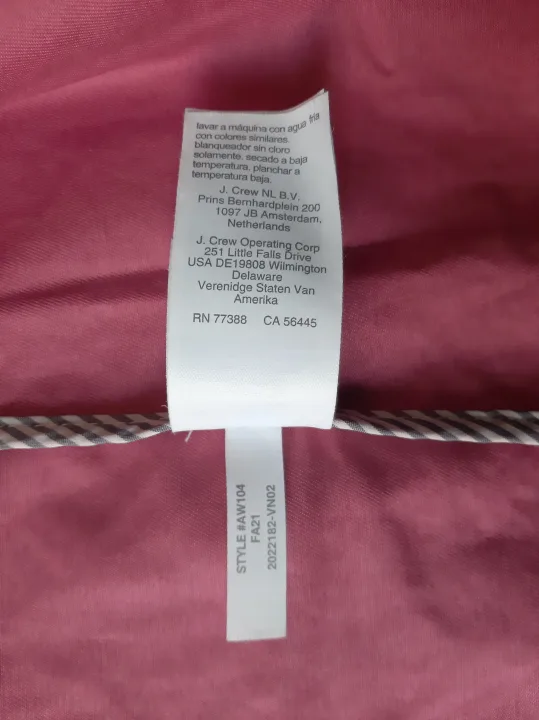 lavar a máquina con agua fria
con colores similares.
blanqueador sin cloro
solamente. secado a baja
temperatura, planchar a
temperatura baja.
J. Crew NL B.V.
Prins Bernhardplein 200
1097 JB Amsterdam,
Netherlands
J. Crew Operating Corp
251 Little Falls Drive
USA DE19808 Wilmington
Delaware
Verenidge Staten Van
Amerika
RN 77388 CA 56445
STYLE #AW104
FA21
2022182-VN02